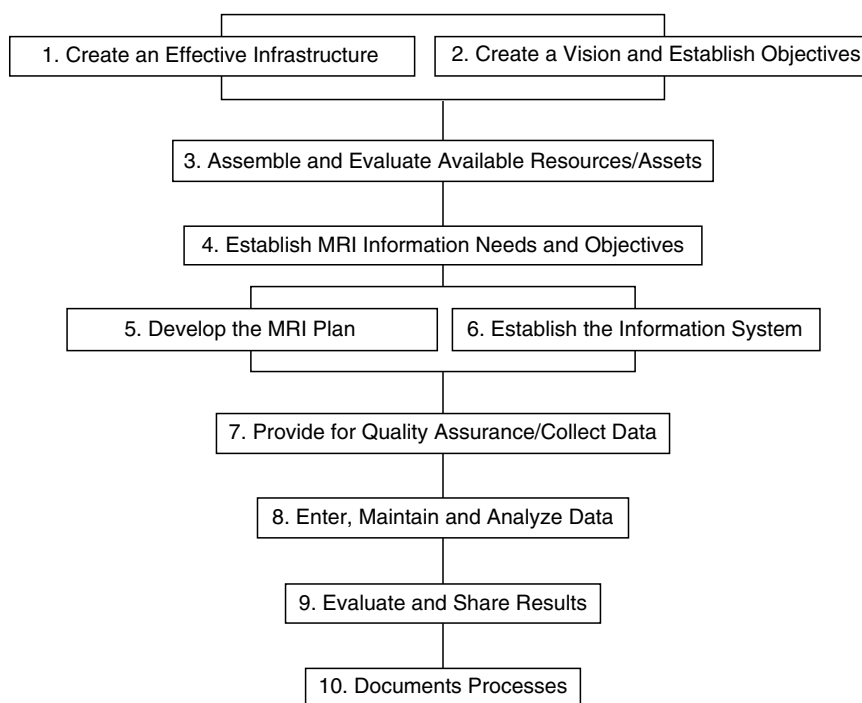 1. Create an Effective Infrastructure
2. Create a Vision and Establish Objectives
3. Assemble and Evaluate Available Resources/Assets
4. Establish MRI Information Needs and Objectives
5. Develop the MRI Plan
6. Establish the Information System
7. Provide for Quality Assurance/Collect Data
8. Enter, Maintain and Analyze Data
9. Evaluate and Share Results
10. Documents Processes